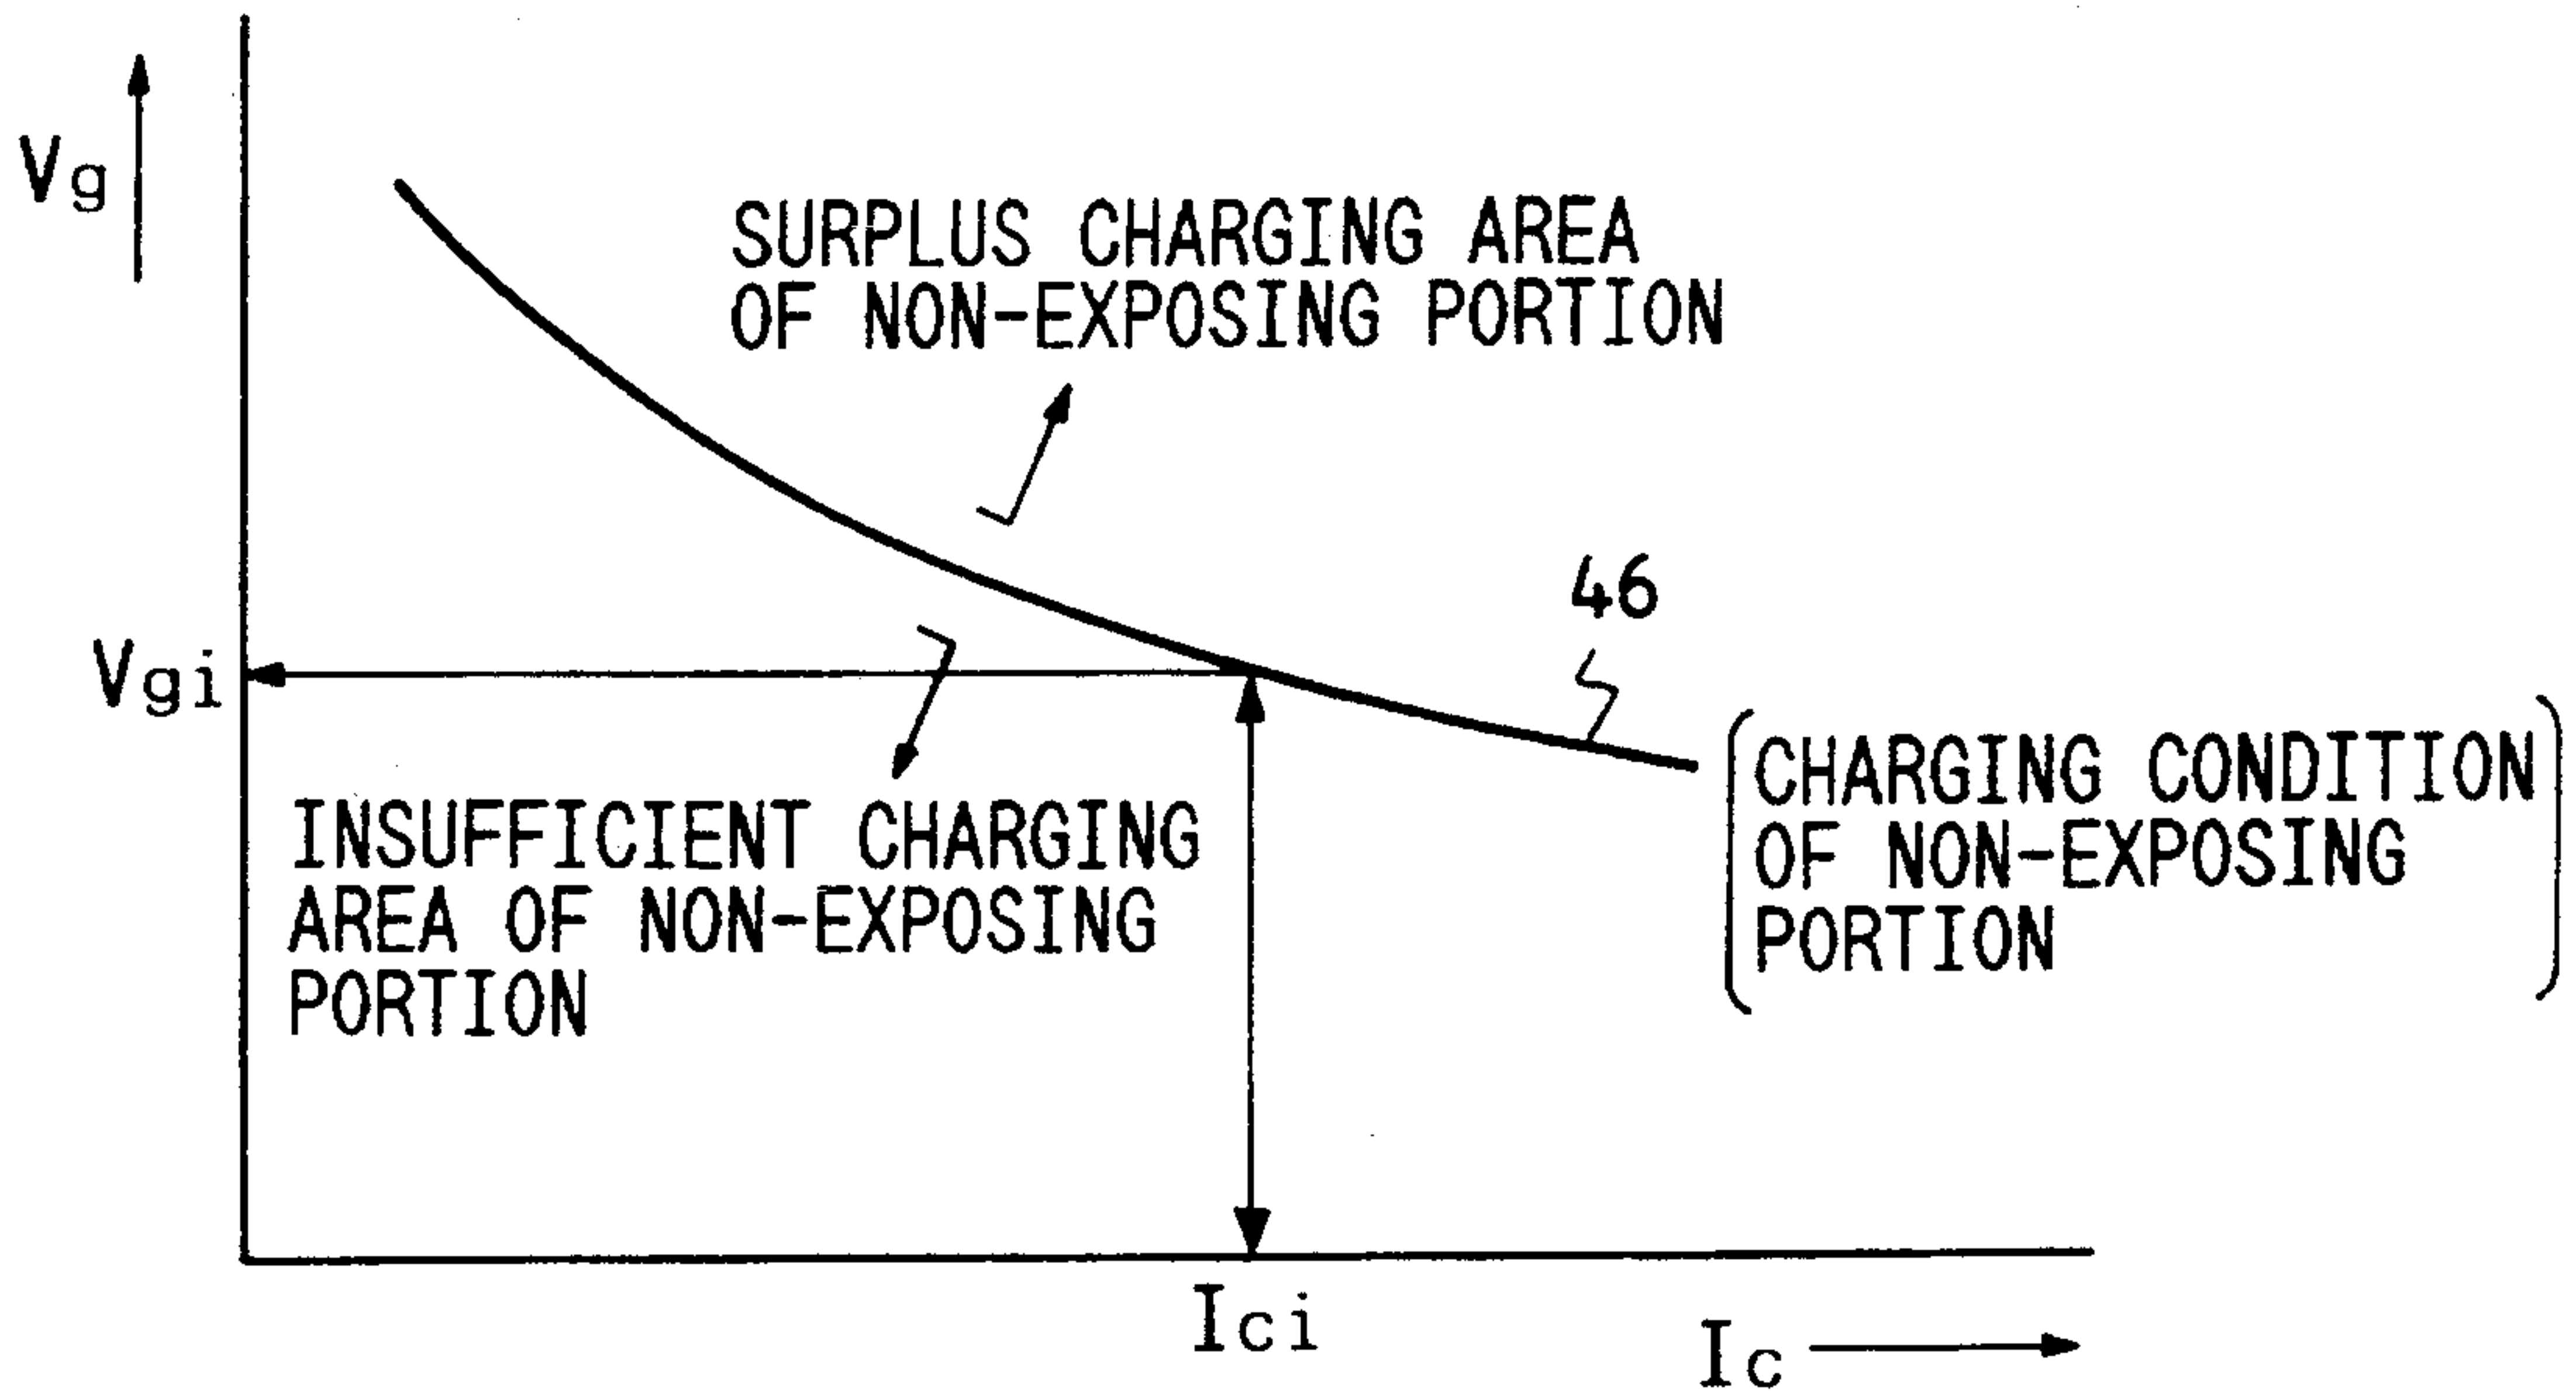 Vg
SURPLUS CHARGING AREA
OF NON-EXPOSING PORTION
46
Vgi
CHARGING CONDITION
OF NON-EXPOSING
PORTION
INSUFFICIENT CHARGING
AREA OF NON-EXPOSING
PORTION
Ici
Ic